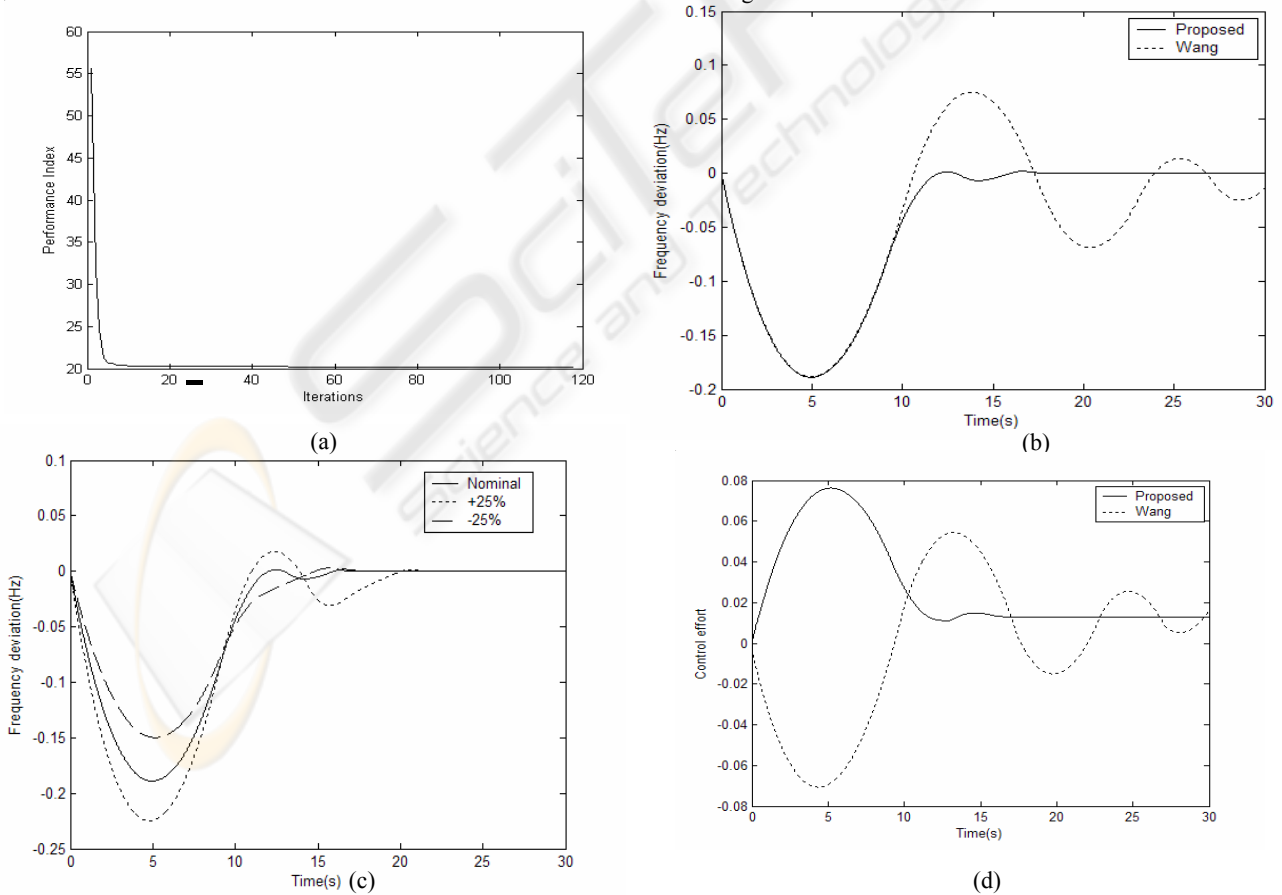 SciTePress
Science and Technology
60
55
50
45
40
35
30
25
20
0 20 40 60 80 100 120
Performance Index
Iterations
(a)
0.15
0.1
0.05
0
-0.05
-0.1
-0.15
-0.2
0 5 10 15 20 25 30
Frequency deviation(Hz)
Time(s)
Proposed
Wang
(b)
0.1
0.05
0
-0.05
-0.1
-0.15
-0.2
-0.25
0 5 10 15 20 25 30
Frequency deviation(Hz)
Time(s)
Nominal
+25%
-25%
(c)
0.08
0.06
0.04
0.02
0
-0.02
-0.04
-0.06
-0.08
0 5 10 15 20 25 30
Control effort
Time(s)
Proposed
Wang
(d)